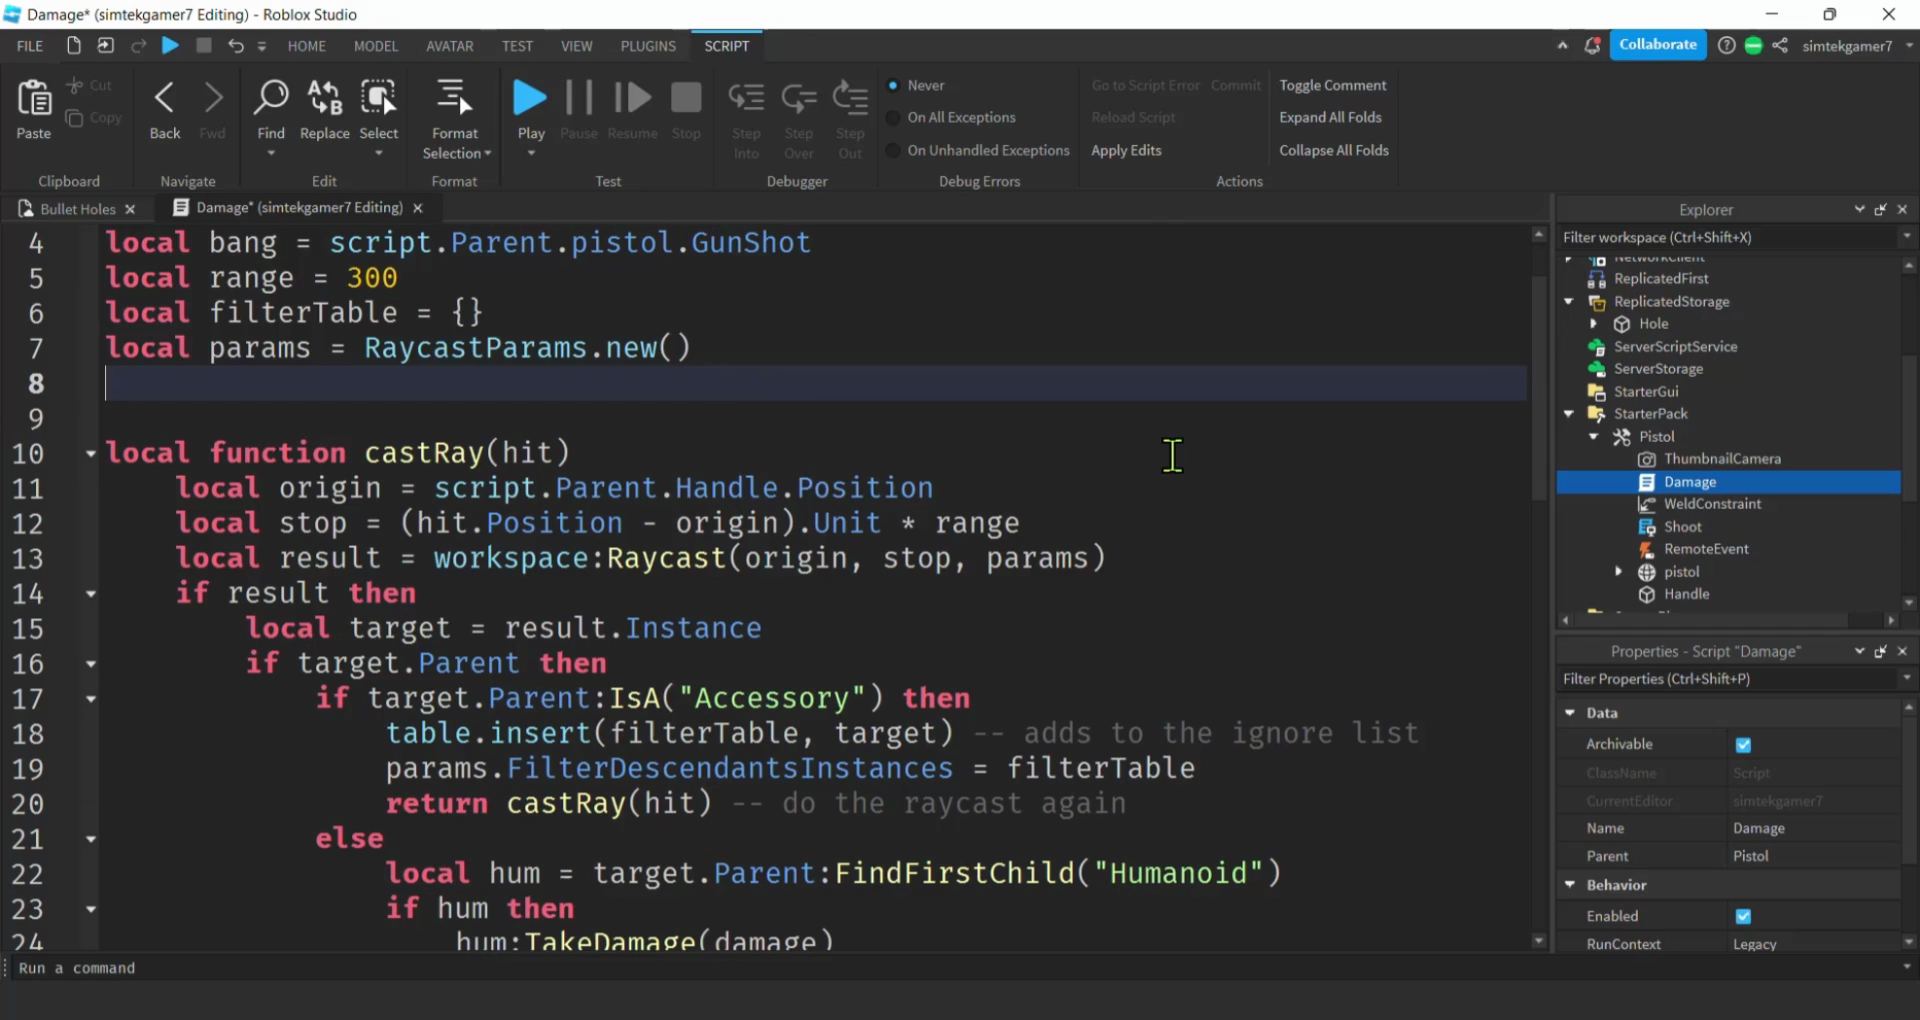 Damage* (simtekgamer7 Editing) - Roblox Studio
FILE HOME MODEL AVATAR TEST VIEW PLUGINS SCRIPT Collaborate simtekgamer7
Paste Cut Copy Back Fwd Find Replace Select Format Selection Play Pause Resume Stop Step Into Step Over Step Out
Never
On All Exceptions
On Unhandled Exceptions
Go to Script Error Commit
Reload Script
Apply Edits
Toggle Comment
Expand All Folds
Collapse All Folds
Clipboard Navigate Edit Format Test Debugger Debug Errors Actions
Bullet Holes Damage* (simtekgamer7 Editing)
4 local bang = script.Parent.pistol.GunShot
5 local range = 300
6 local filterTable = {}
7 local params = RaycastParams.new()
8
9
10 local function castRay(hit)
11 local origin = script.Parent.Handle.Position
12 local stop = (hit.Position - origin).Unit * range
13 local result = workspace:Raycast(origin, stop, params)
14 if result then
15 local target = result.Instance
16 if target.Parent then
17 if target.Parent:IsA("Accessory") then
18 table.insert(filterTable, target) -- adds to the ignore list
19 params.FilterDescendantsInstances = filterTable
20 return castRay(hit) -- do the raycast again
21 else
22 local hum = target.Parent:FindFirstChild("Humanoid")
23 if hum then
24 hum:TakeDamage(damage)
Run a command
Explorer
Filter workspace (Ctrl+Shift+X)
NetworkClient
ReplicatedFirst
ReplicatedStorage
Hole
ServerScriptService
ServerStorage
StarterGui
StarterPack
Pistol
ThumbnailCamera
Damage
WeldConstraint
Shoot
RemoteEvent
pistol
Handle
Properties - Script "Damage"
Filter Properties (Ctrl+Shift+P)
Data
Archivable
ClassName Script
CurrentEditor simtekgamer7
Name Damage
Parent Pistol
Behavior
Enabled
RunContext Legacy